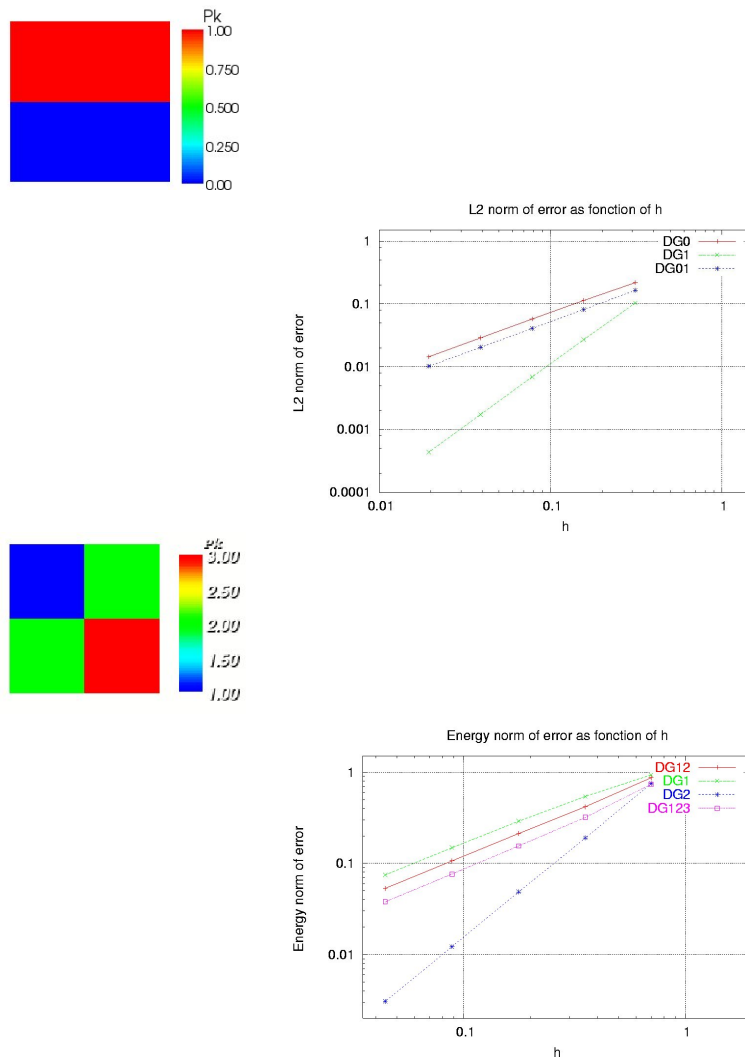 Pk
1.00
0.750
0.500
0.250
0.00
L2 norm of error as fonction of h
1
0.1
0.01
0.001
0.0001
L2 norm of error
DG0
DG1
DG01
0.01
0.1
1
h
Pk
3.00
2.50
2.00
1.50
1.00
Energy norm of error as fonction of h
1
0.1
0.01
Energy norm of error
DG12
DG1
DG2
DG123
0.1
1
h